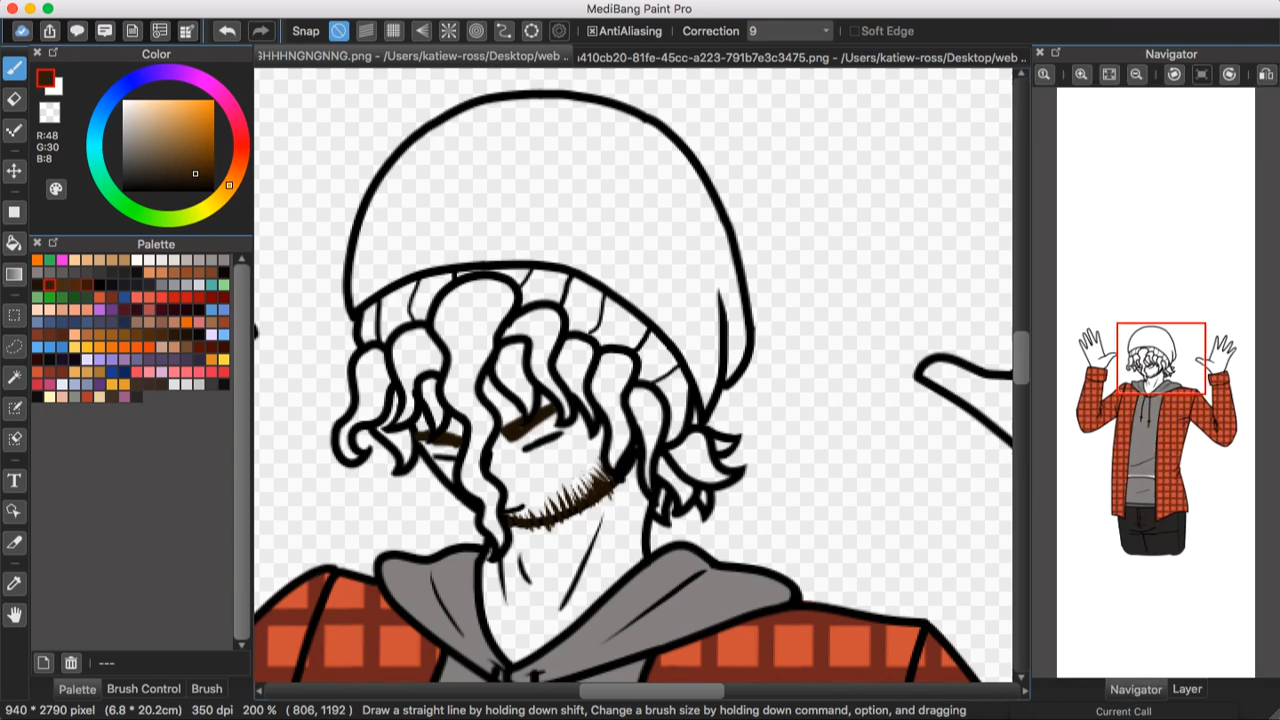 MediBang Paint Pro
Snap
AntiAliasing
Correction
9
Soft Edge
Color
GHHHNGNGNNG.png - /Users/katiew-ross/Desktop/web ..
410cb20-81fe-45cc-a223-791b7e3c3475.png - /Users/katiew-ross/Desktop/web ..
Navigator
R:48
G:30
B:8
Palette
T
---
Palette
Brush Control
Brush
Navigator
Layer
940 * 2790 pixel (6.8 * 20.2cm) 350 dpi 200 % ( 806, 1192 ) Draw a straight line by holding down shift, Change a brush size by holding down command, option, and dragging
Current Call